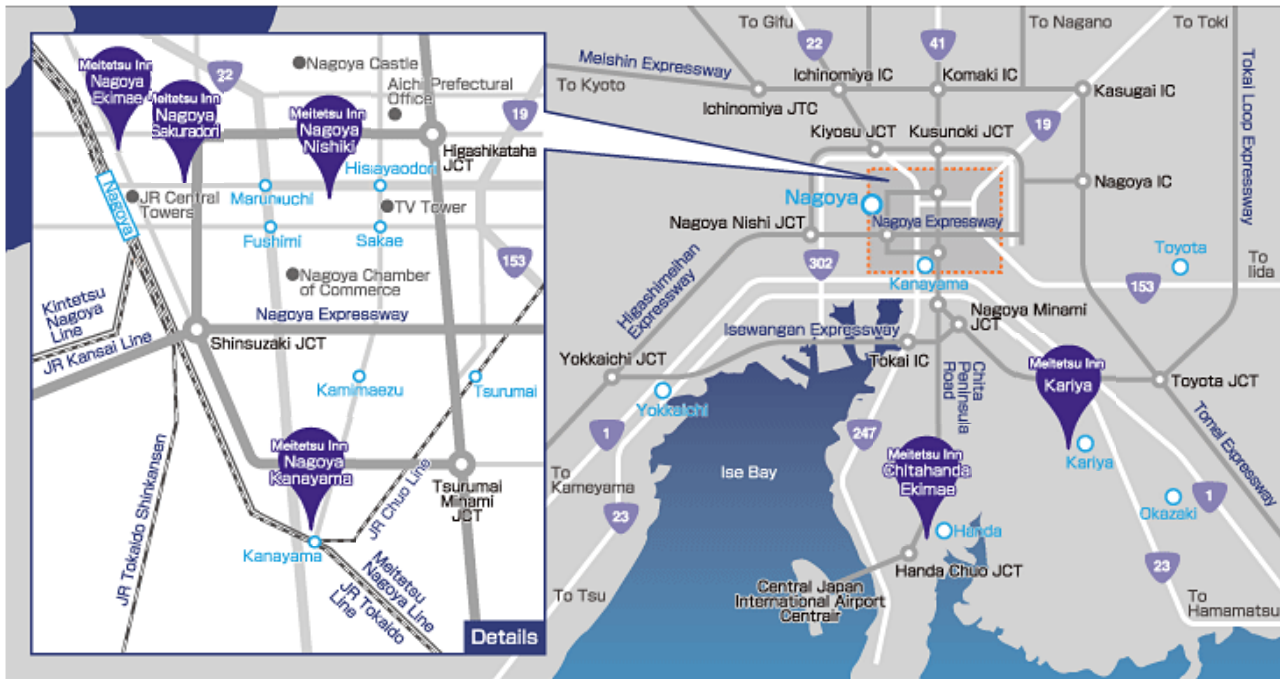 Meitetsu Inn
Nagoya
Ekimae
Meitetsu Inn
Nagoya
Sakuradori
Meitetsu Inn
Nagoya
Nishiki
22
Nagoya Castle
Aichi Prefectural
Office
19
Higashikataha
JCT
Hisiayaodori
Marunouchi
JR Central
Towers
TV Tower
Nagoya
Fushimi
Sakae
153
Nagoya Chamber
of Commerce
Kintetsu
Nagoya
Line
Nagoya Expressway
JR Kansai Line
Shinsuzaki JCT
Kamimaezu
Tsurumai
Meitetsu Inn
Nagoya
Kanayama
JR Tokaido Shinkansen
JR Chuo Line
Tsurumai
Minami
JCT
Kanayama
Meitetsu
Nagoya Line
JR Tokaido
Line
Details
To Gifu
22
41
To Nagano
To Toki
Meishin Expressway
To Kyoto
Ichinomiya IC
Komaki IC
Kasugai IC
Ichinomiya JTC
Tokai Loop Expressway
Kiyosu JCT
Kusunoki JCT
19
Nagoya IC
Nagoya
Nagoya Nishi JCT
Nagoya Expressway
Toyota
302
Kanayama
153
To
Iida
Higashimeihan
Expressway
Isewangan Expressway
Nagoya Minami
JCT
Yokkaichi JCT
Tokai IC
Meitetsu Inn
Kariya
Toyota JCT
Yokkaichi
Chita
Paninsula
Road
Tomei Expressway
1
247
Kariya
To
Kameyama
Ise Bay
Meitetsu Inn
Chitahanda
Ekimae
Okazaki
1
23
Handa
Handa Chuo JCT
23
To Tsu
Central Japan
International Airport
Centrair
To
Hamamatsu